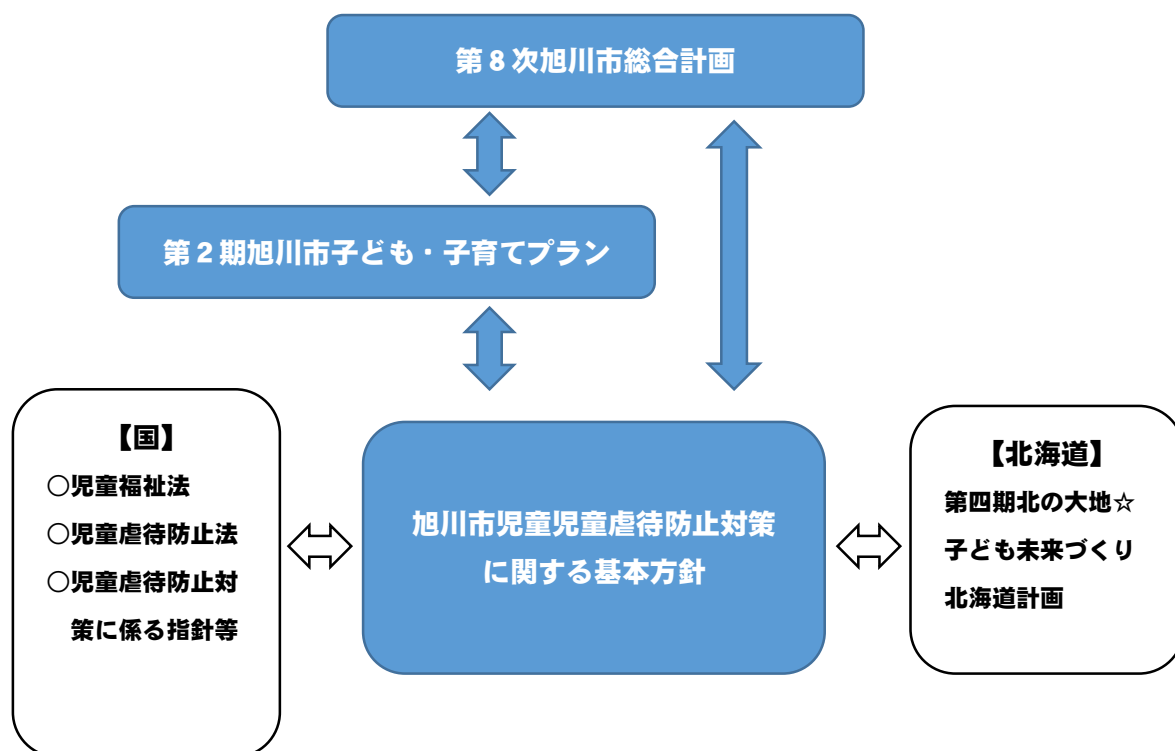 第８次旭川市総合計画
第２期旭川市子ども・子育てプラン
【国】
○児童福祉法
○児童虐待防止法
○児童虐待防止対
策に係る指針等
旭川市児童児童虐待防止対策
に関する基本方針
【北海道】
第四期北の大地☆
子ども未来づくり
北海道計画